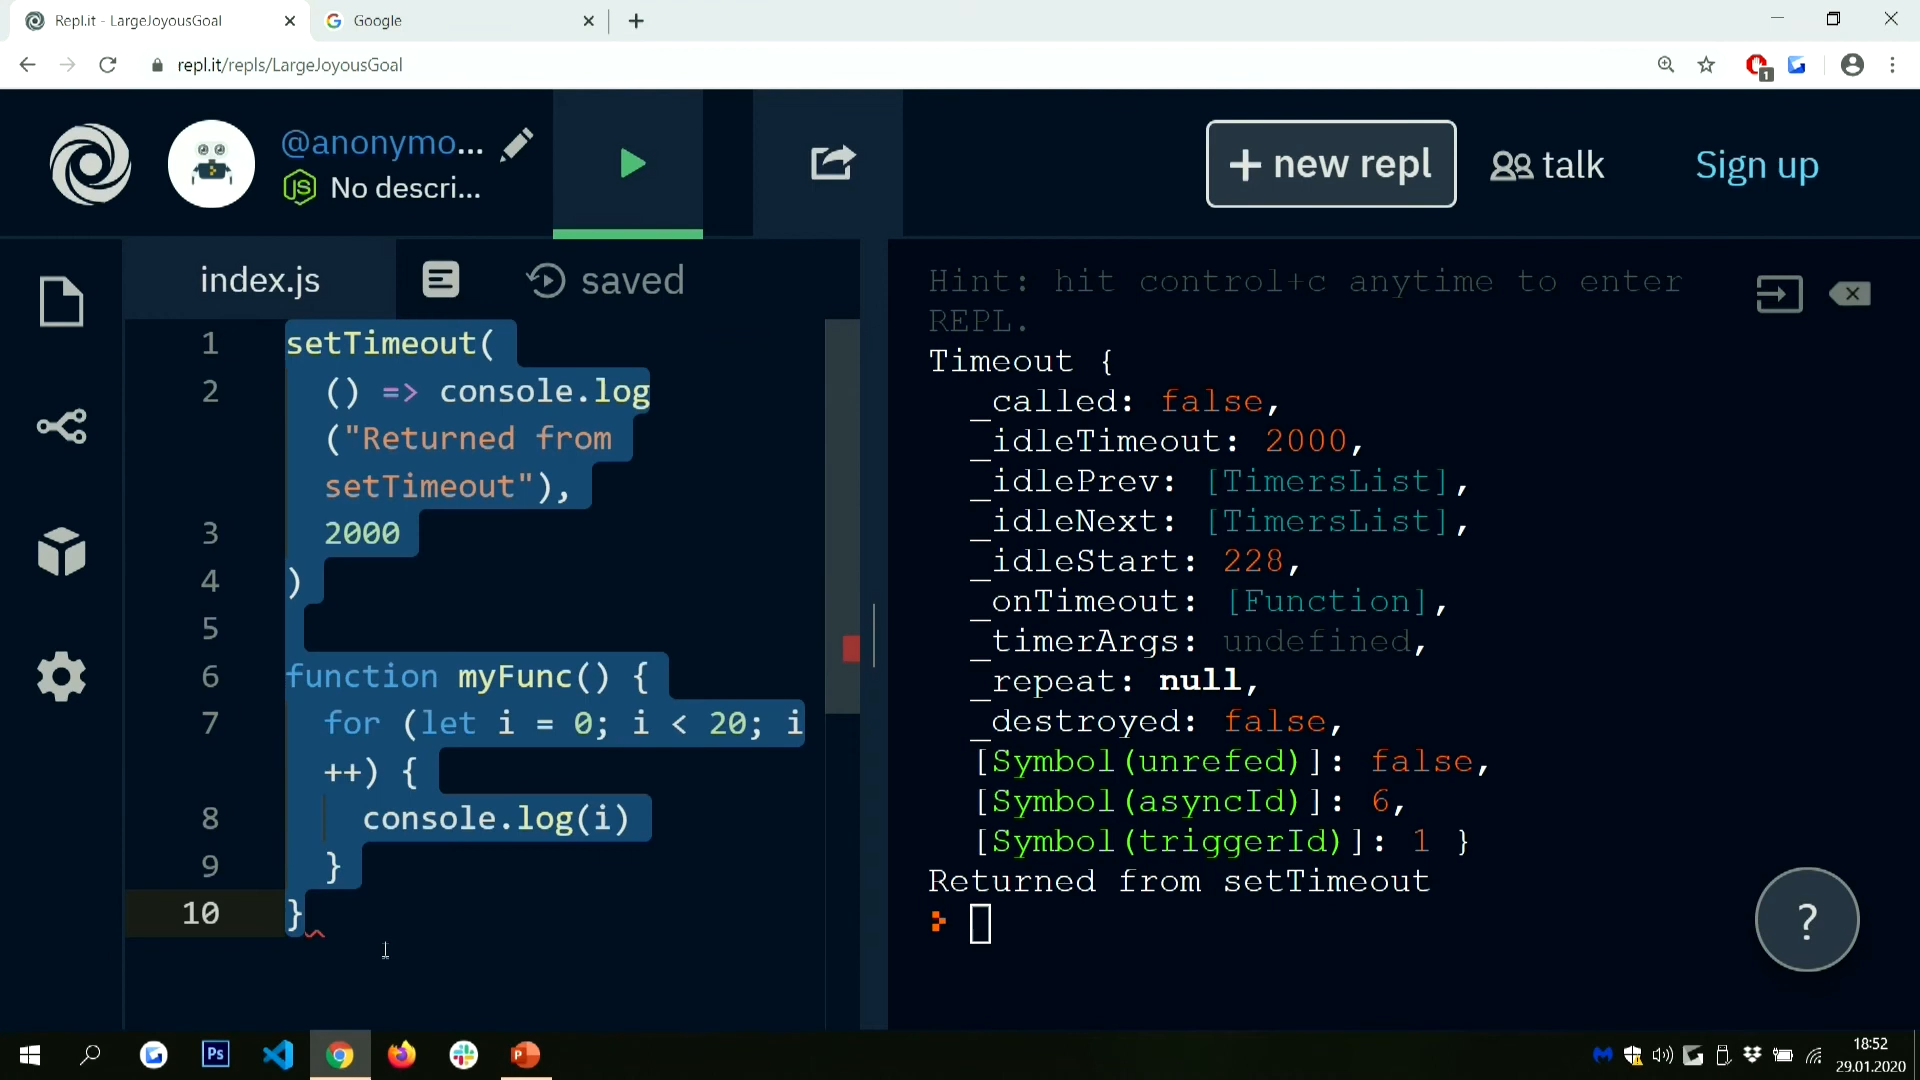 Repl.it - LargeJoyousGoal
Google
repl.it/repls/LargeJoyousGoal
1
@anonymo...
JS No descri...
+ new repl
talk
Sign up
index.js
saved
1 setTimeout(
2 () => console.log
("Returned from
setTimeout"),
3 2000
4 )
5
6 function myFunc() {
7 for (let i = 0; i < 20; i
++) {
8 console.log(i)
9 }
10 }
Hint: hit control+c anytime to enter
REPL.
Timeout {
_called: false,
_idleTimeout: 2000,
_idlePrev: [TimersList],
_idleNext: [TimersList],
_idleStart: 228,
_onTimeout: [Function],
_timerArgs: undefined,
_repeat: null,
_destroyed: false,
[Symbol(unrefed)]: false,
[Symbol(asyncId)]: 6,
[Symbol(triggerId)]: 1 }
Returned from setTimeout
?
Ps
P
18:52
29.01.2020